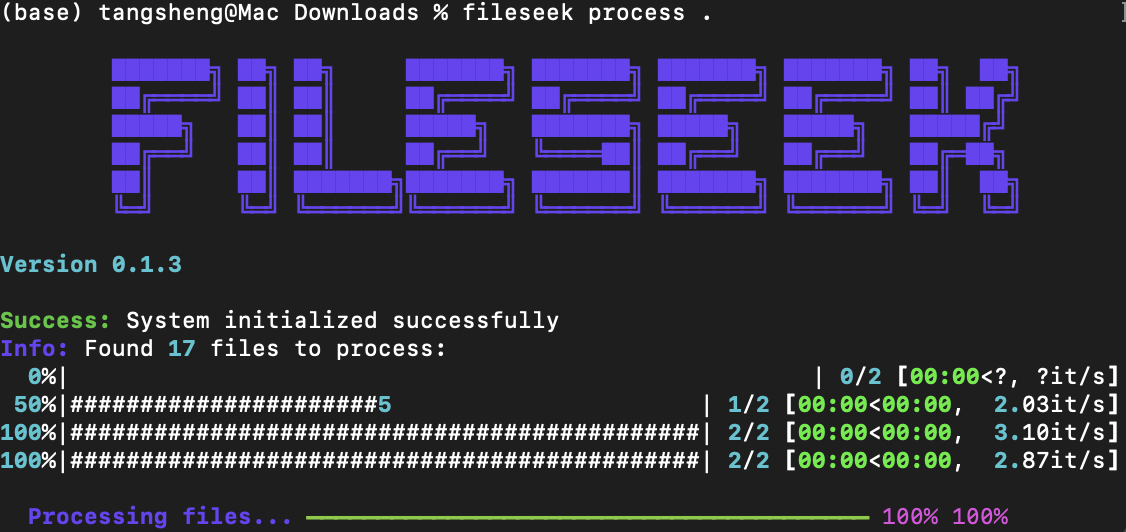 (base) tangsheng@Mac Downloads % fileseek process .
FILESEEK
Version 0.1.3
Success: System initialized successfully
Info: Found 17 files to process:
0%| | 0/2 [00:00<?, ?it/s]
50%|######################5 | 1/2 [00:00<00:00, 2.03it/s]
100%|#############################################| 2/2 [00:00<00:00, 3.10it/s]
100%|#############################################| 2/2 [00:00<00:00, 2.87it/s]
Processing files... ━━━━━━━━━━━━━━━━━━━━━━━━━━━━━━━━━━━━━━━━ 100% 100%